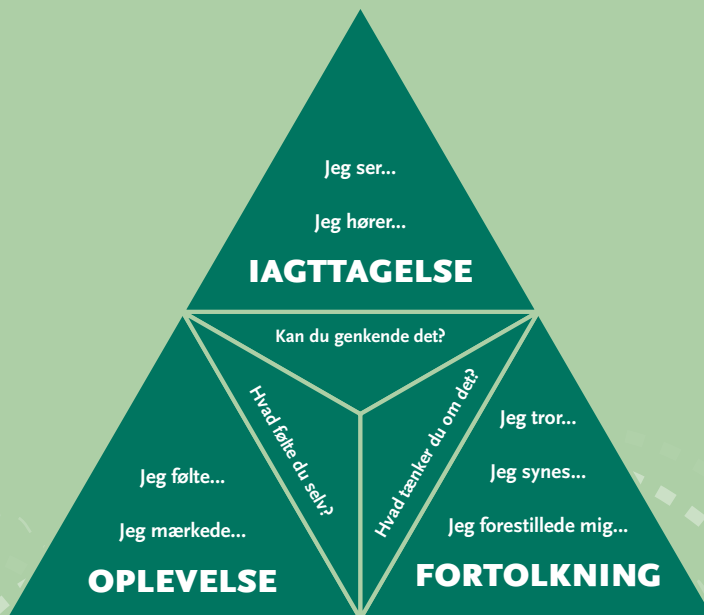 Jeg ser...
Jeg hører...
IAGTTAGELSE
Kan du genkende det?
Hvad følte du selv?
Hvad tænker du om det?
Jeg følte...
Jeg mærkede...
OPLEVELSE
Jeg tror...
Jeg synes...
Jeg forestillede mig...
FORTOLKNING